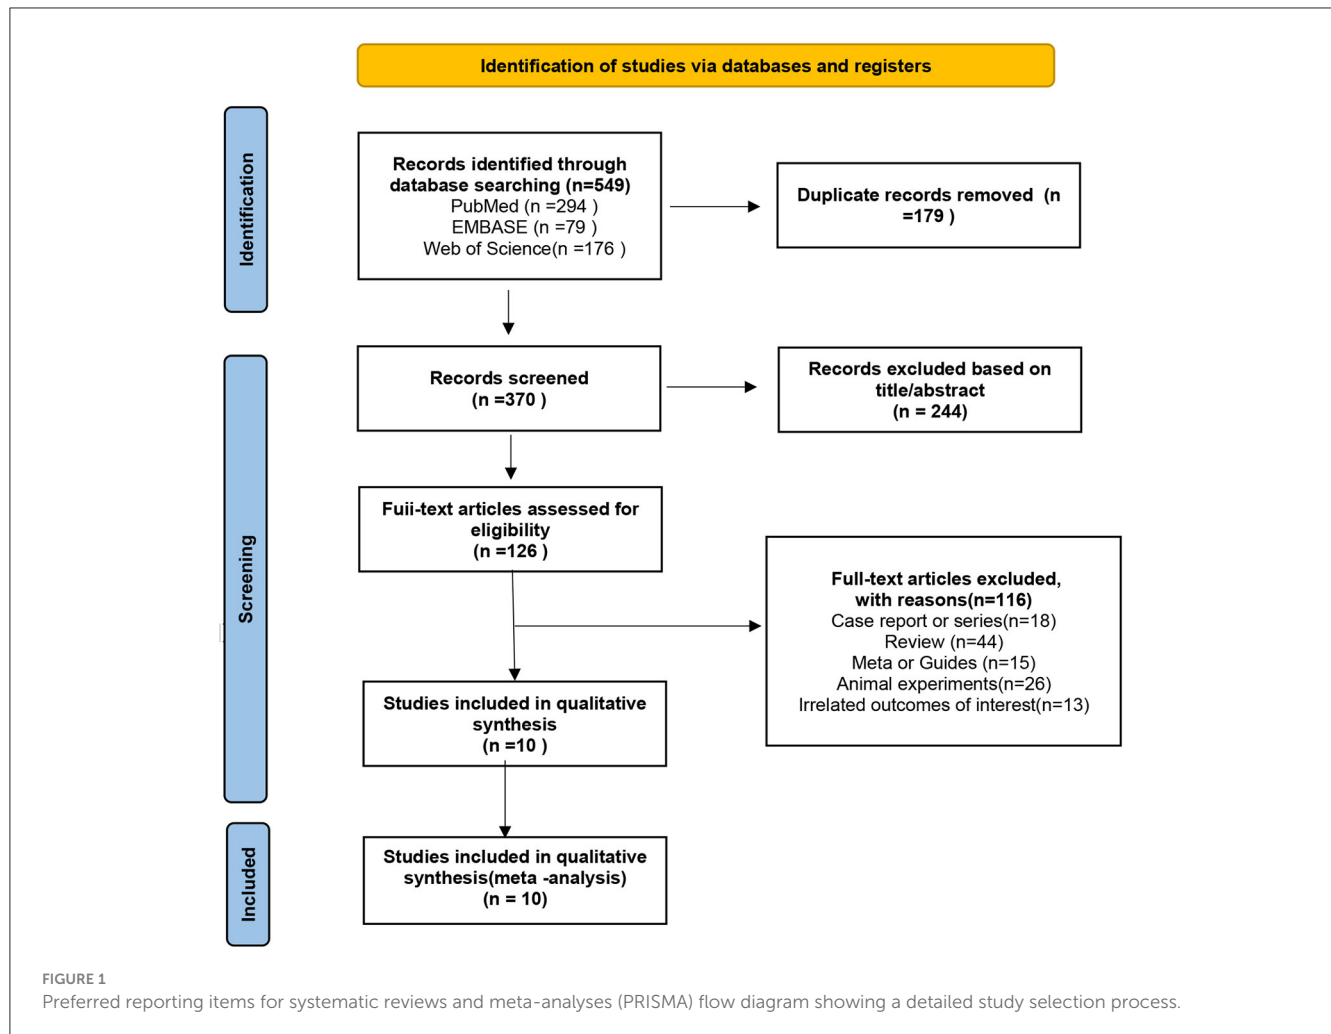 Identification of studies via databases and registers
Identification
Records identified through
database searching (n=549)
PubMed (n =294 )
EMBASE (n =79 )
Web of Science(n =176 )
Duplicate records removed (n
=179 )
Screening
Records screened
(n =370 )
Records excluded based on
title/abstract
(n = 244)
Fuii-text articles assessed for
eligibility
(n =126 )
Full-text articles excluded,
with reasons(n=116)
Case report or series(n=18)
Review (n=44)
Meta or Guides (n=15)
Animal experiments(n=26)
Irrelated outcomes of interest(n=13)
Studies included in qualitative
synthesis
(n =10 )
Included
Studies included in qualitative
synthesis(meta -analysis)
(n = 10)
FIGURE 1
Preferred reporting items for systematic reviews and meta-analyses (PRISMA) flow diagram showing a detailed study selection process.